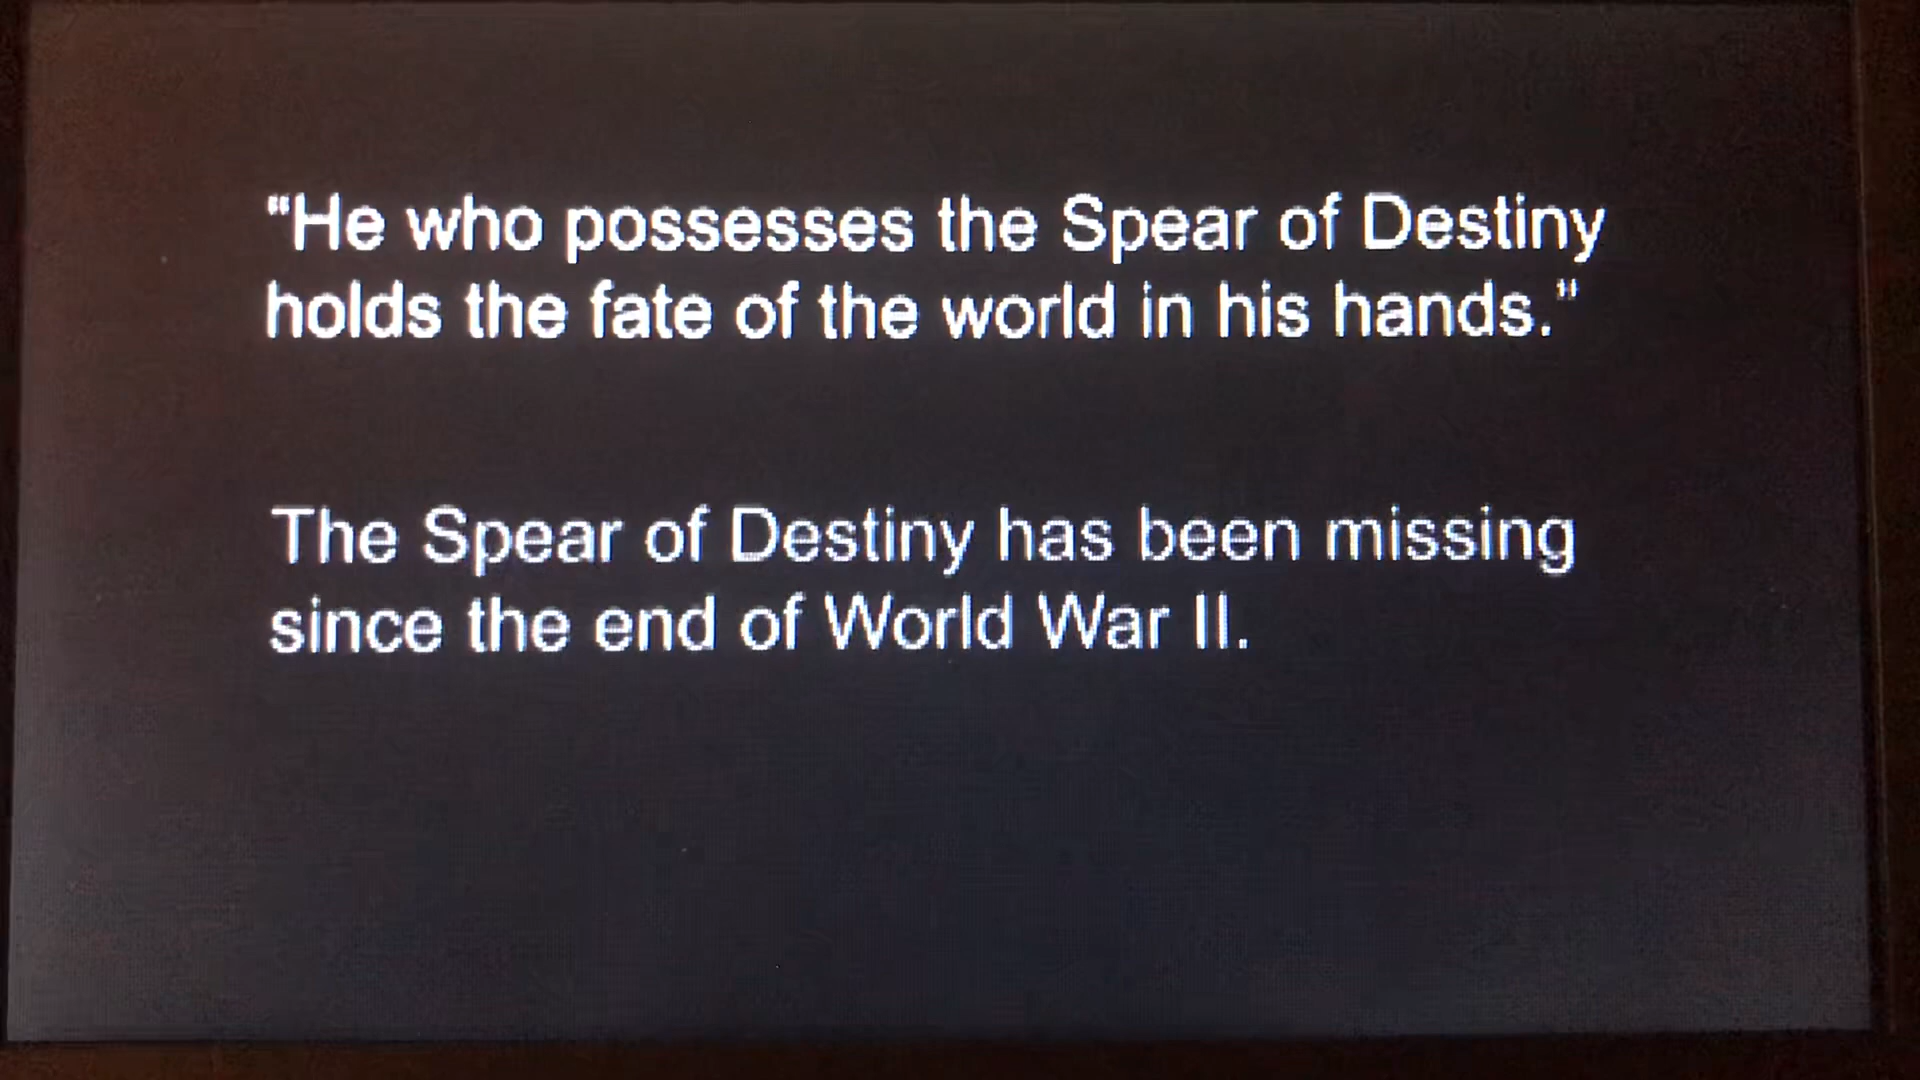 “He who possesses the Spear of Destiny
holds the fate of the world in his hands."
The Spear of Destiny has been missing
since the end of World War II.